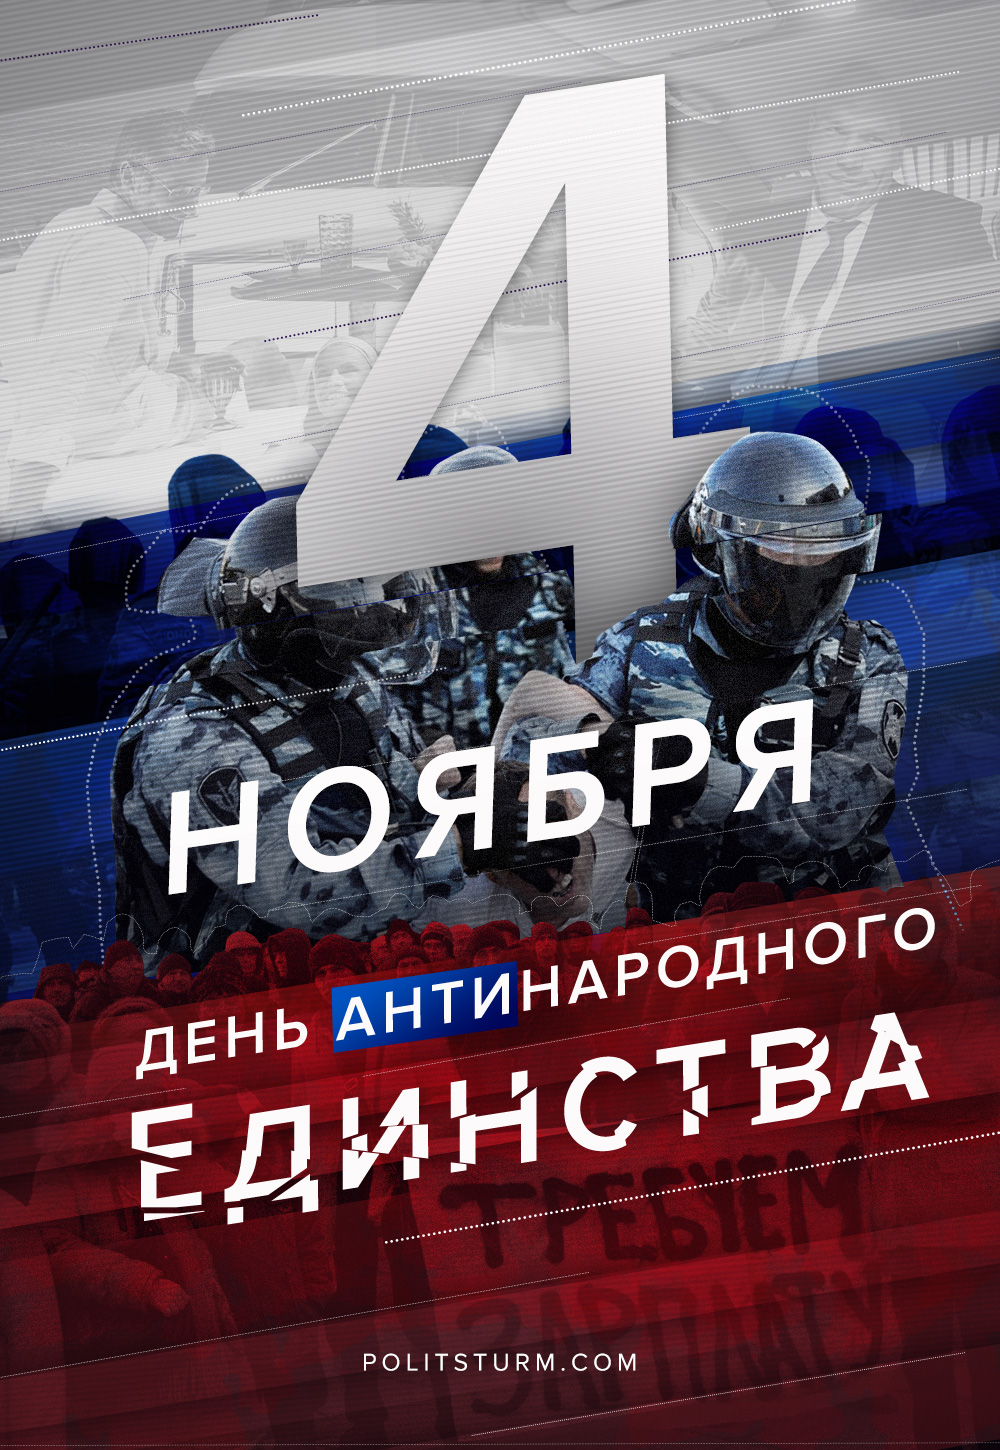 4
НОЯБРЯ
ДЕНЬ АНТИНАРОДНОГО
ЕДИНСТВА
ТРЕБУЕМ
ЗАРПЛАТУ
POLITSTURM.COM